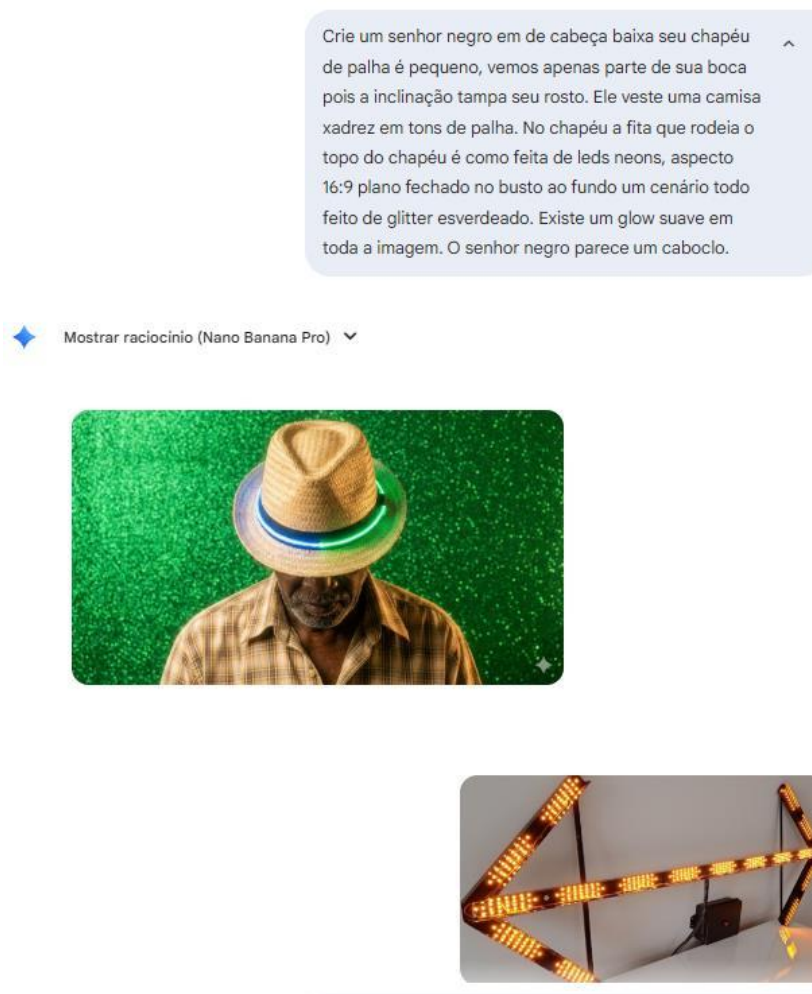 Crie um senhor negro em de cabeça baixa seu chapéu
de palha é pequeno, vemos apenas parte de sua boca
pois a inclinação tampa seu rosto. Ele veste uma camisa
xadrez em tons de palha. No chapéu a fita que rodeia o
topo do chapéu é como feita de leds neons, aspecto
16:9 plano fechado no busto ao fundo um cenário todo
feito de glitter esverdeado. Existe um glow suave em
toda a imagem. O senhor negro parece um caboclo.
Mostrar raciocínio (Nano Banana Pro)